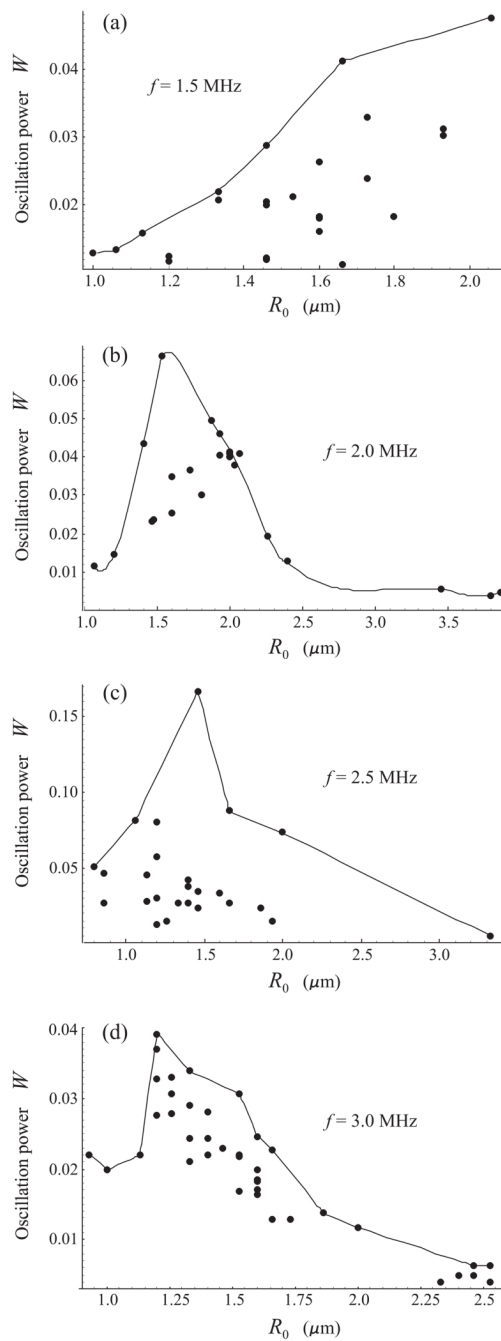 (a)
f = 1.5 MHz
Oscillation power W
0.04
0.03
0.02
1.0 1.2 1.4 1.6 1.8 2.0
R0 (μm)
(b)
f = 2.0 MHz
Oscillation power W
0.06
0.05
0.04
0.03
0.02
0.01
1.0 1.5 2.0 2.5 3.0 3.5
R0 (μm)
(c)
f = 2.5 MHz
Oscillation power W
0.15
0.10
0.05
1.0 1.5 2.0 2.5 3.0
R0 (μm)
(d)
f = 3.0 MHz
Oscillation power W
0.04
0.03
0.02
0.01
1.0 1.25 1.50 1.75 2.0 2.25 2.5
R0 (μm)